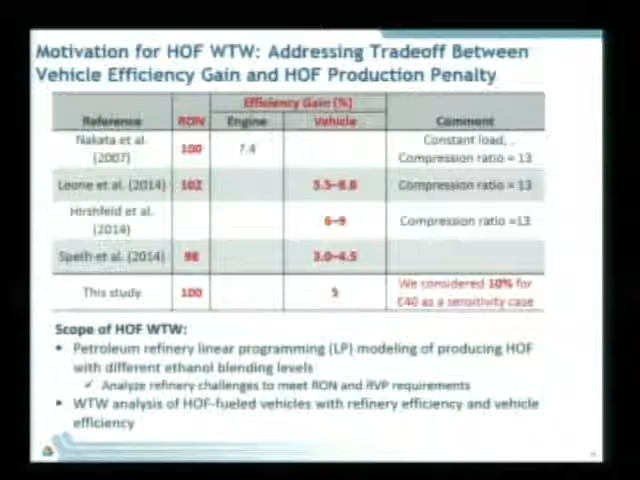 Motivation for HOF WTW: Addressing Tradeoff Between
Vehicle Efficiency Gain and HOF Production Penalty
Efficiency Gain (%)
Reference RON Engine Vehicle Comment
Nakata et al. (2007) 100 7.4 Constant load, Compression ratio = 13
Leone et al. (2014) 102 Compression ratio = 13
Hirshfeld et al. (2014) 6–9 Compression ratio =13
Speth et al. (2014) 98 3.0–4.5
This study 100 5 We considered 10% for E40 as a sensitivity case
Scope of HOF WTW:
• Petroleum refinery linear programming (LP) modeling of producing HOF
with different ethanol blending levels
✓ Analyze refinery challenges to meet RON and RVP requirements
• WTW analysis of HOF-fueled vehicles with refinery efficiency and vehicle
efficiency